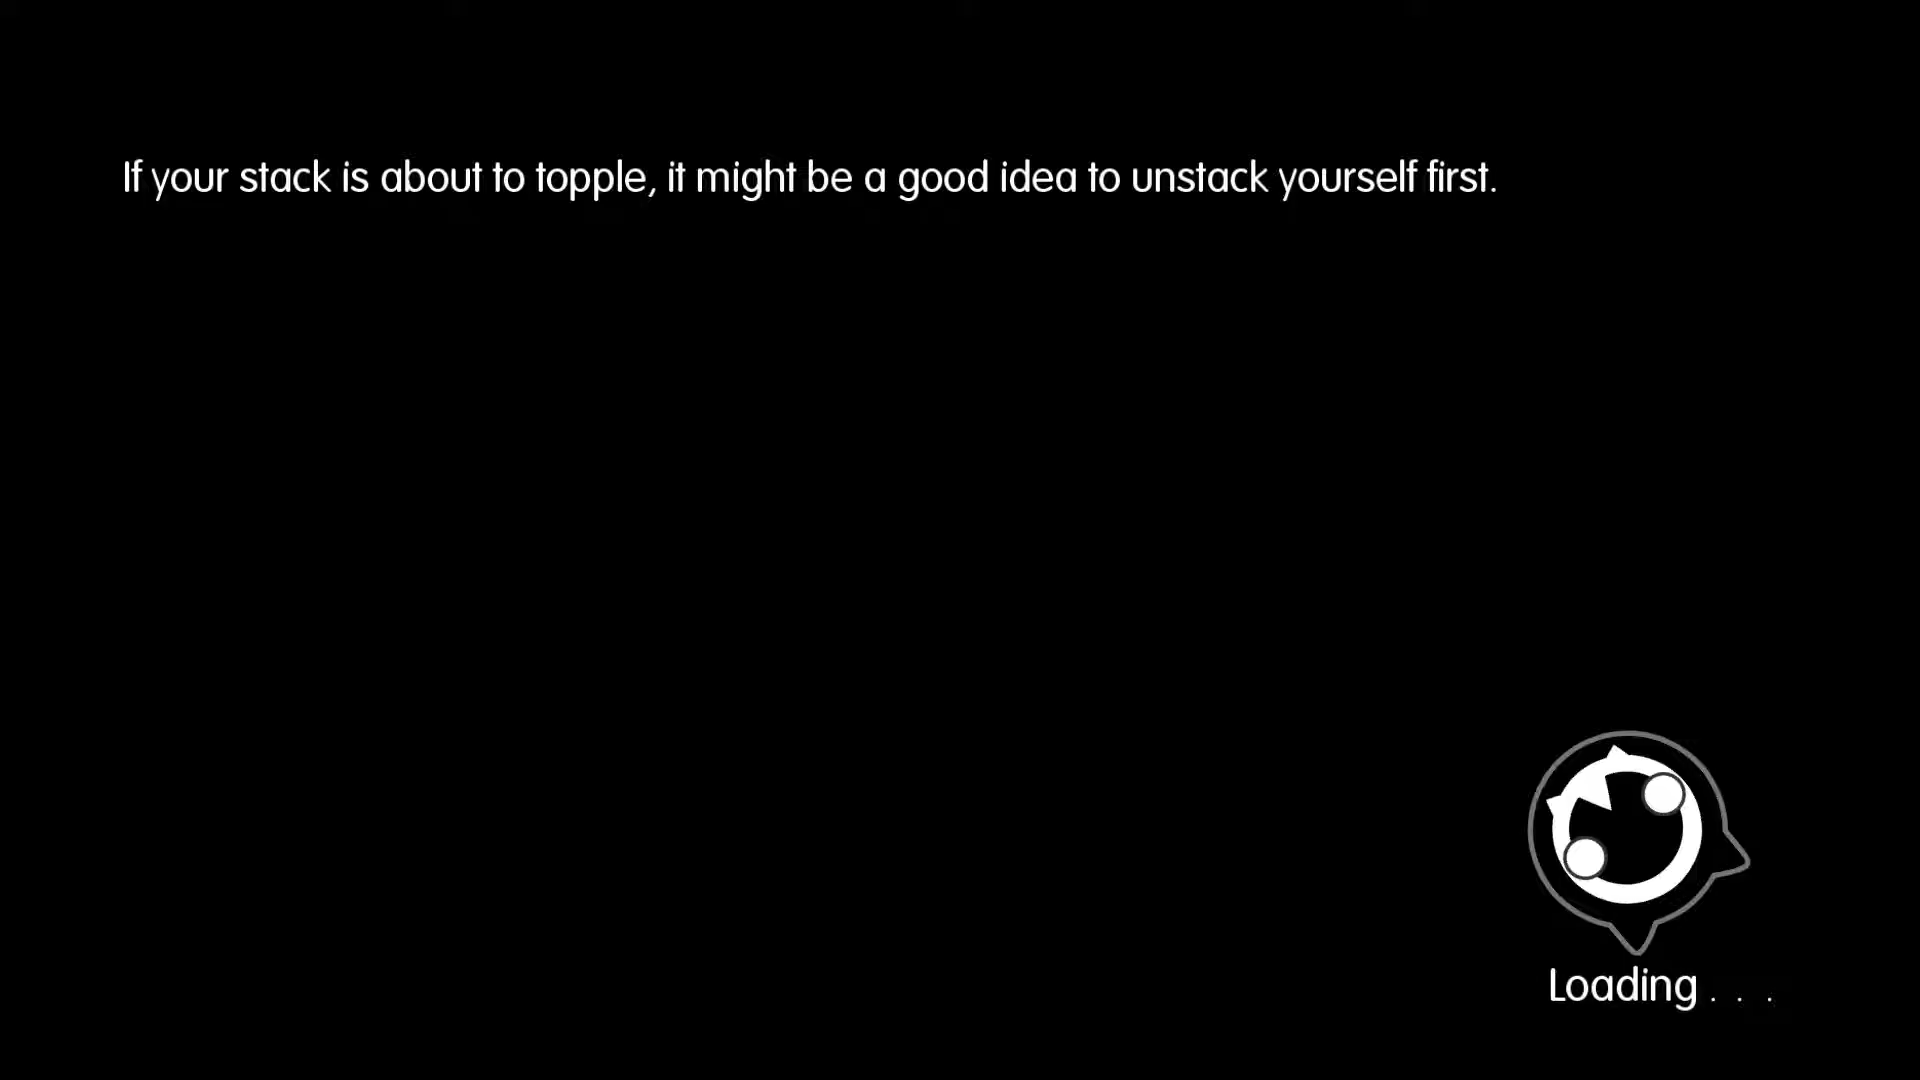 If your stack is about to topple, it might be a good idea to unstack yourself first.
Loading . . .